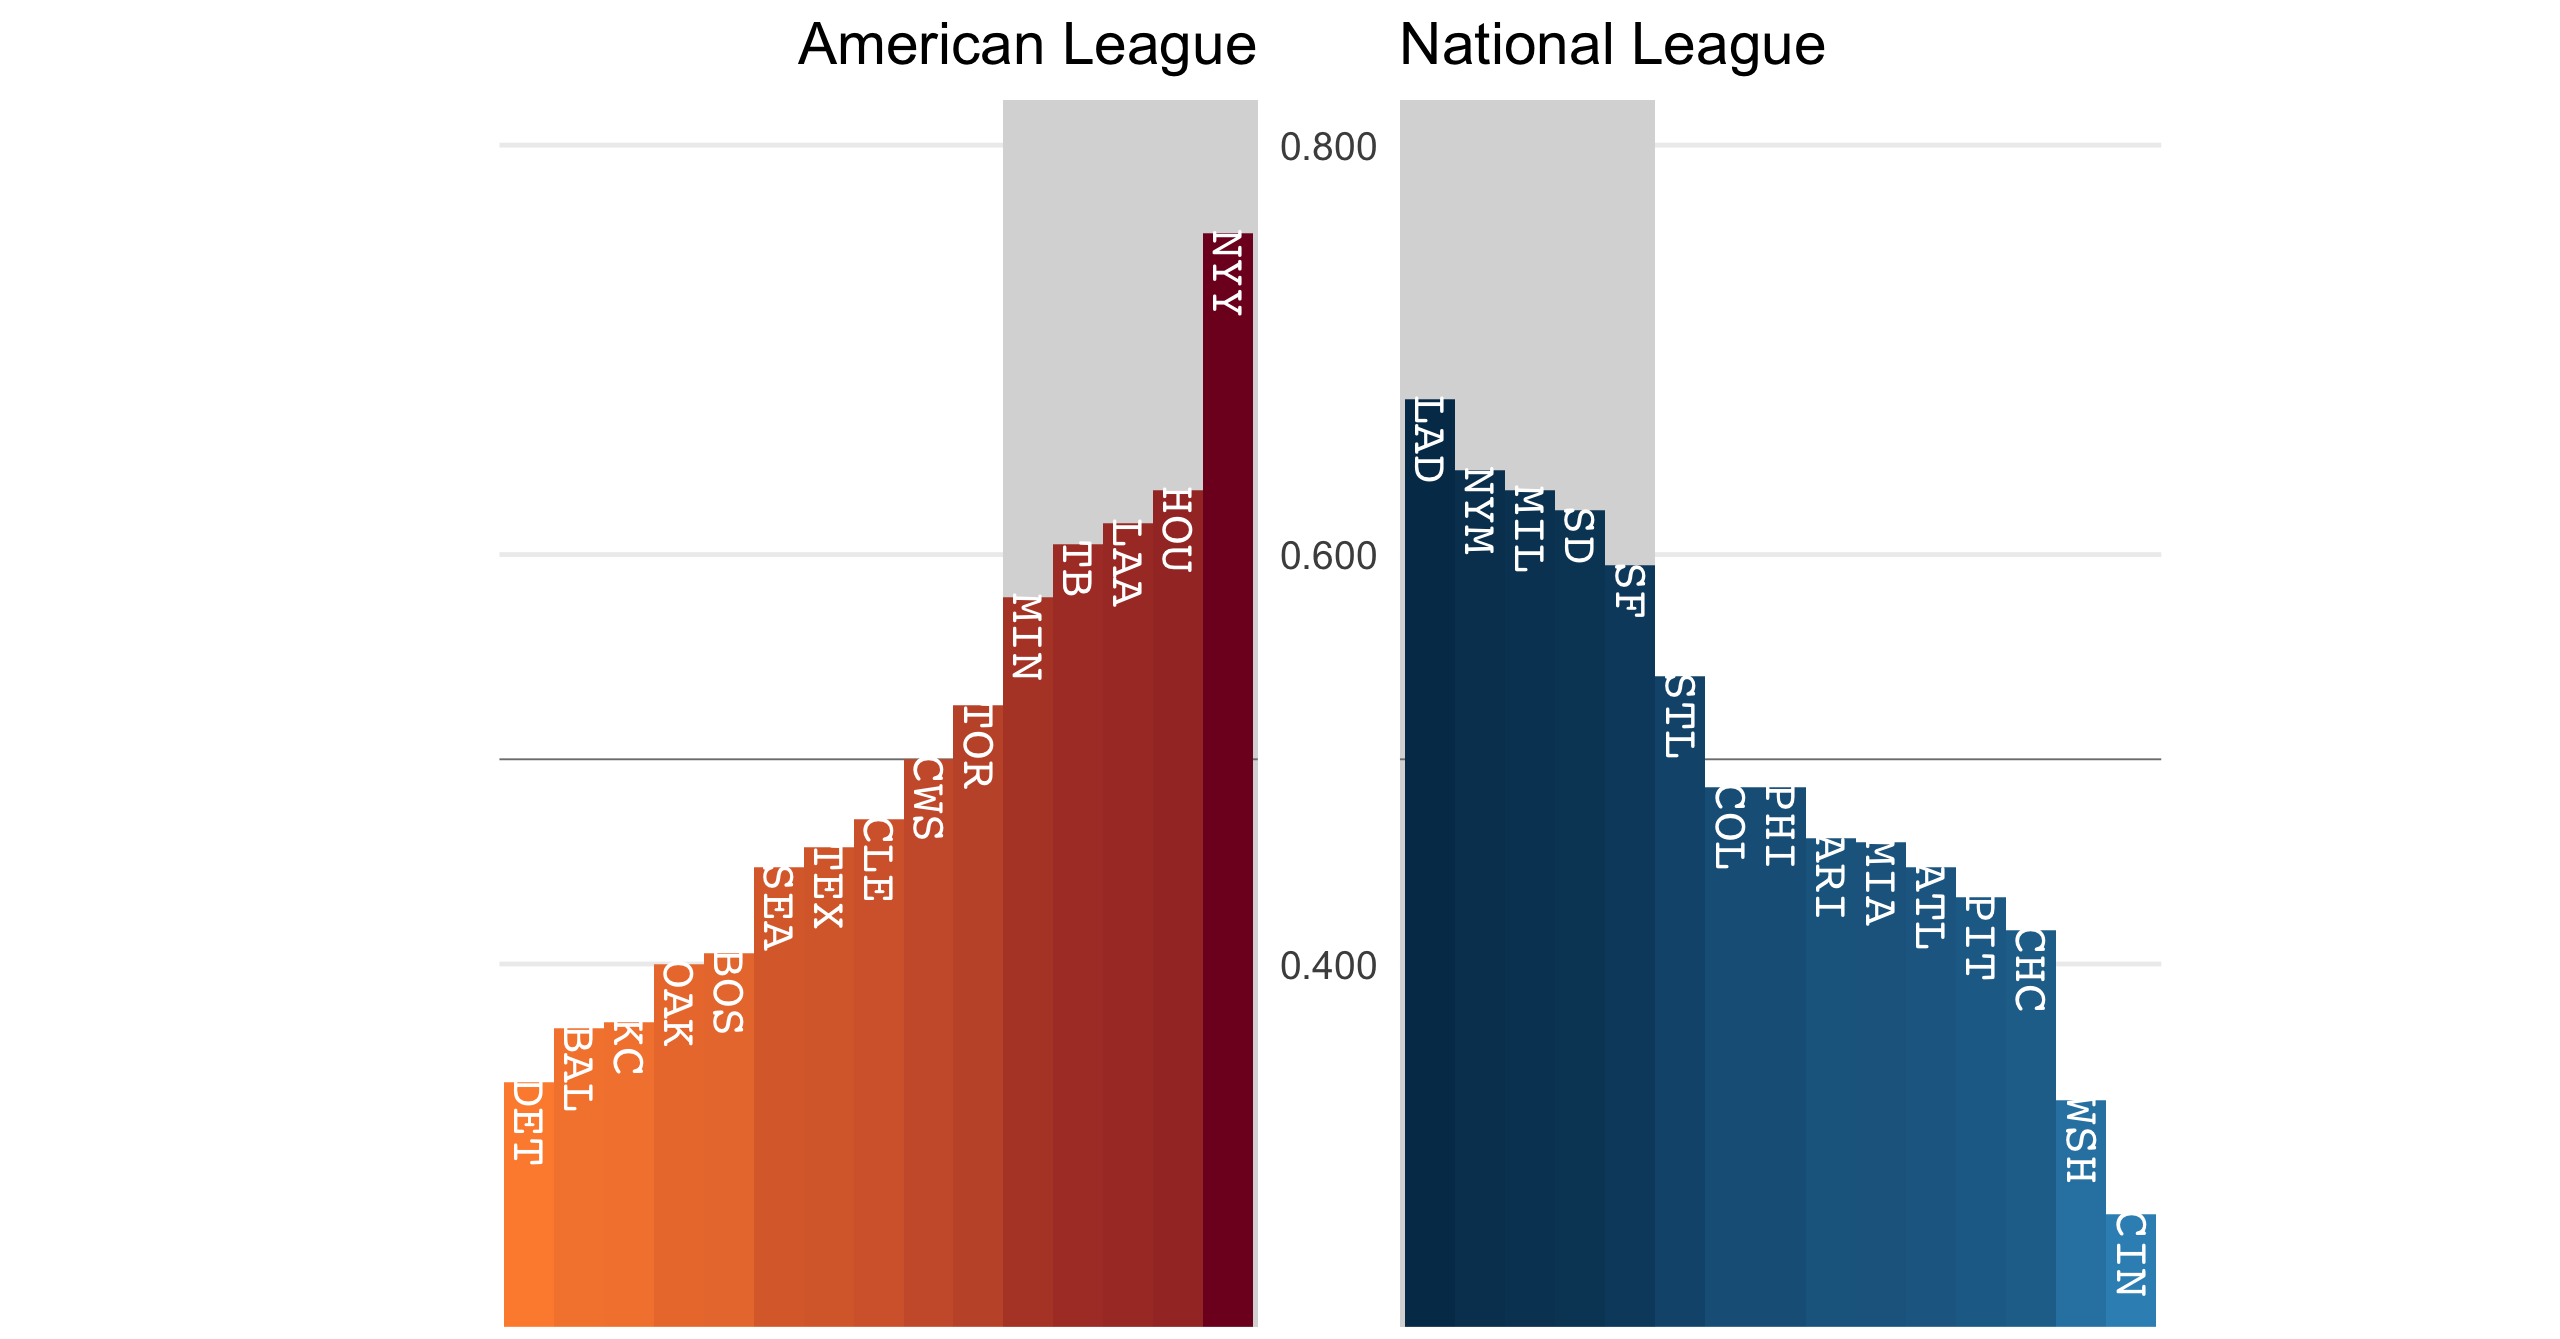 American League
National League
0.800
0.600
0.400
DET
BAL
KC
OAK
BOS
SEA
TEX
CLE
CWS
TOR
MIN
TB
LAA
HOU
NYY
LAD
NYM
MIL
SD
SF
STL
COL
PHI
ARI
MIA
ATL
PIT
CHC
WSH
CIN